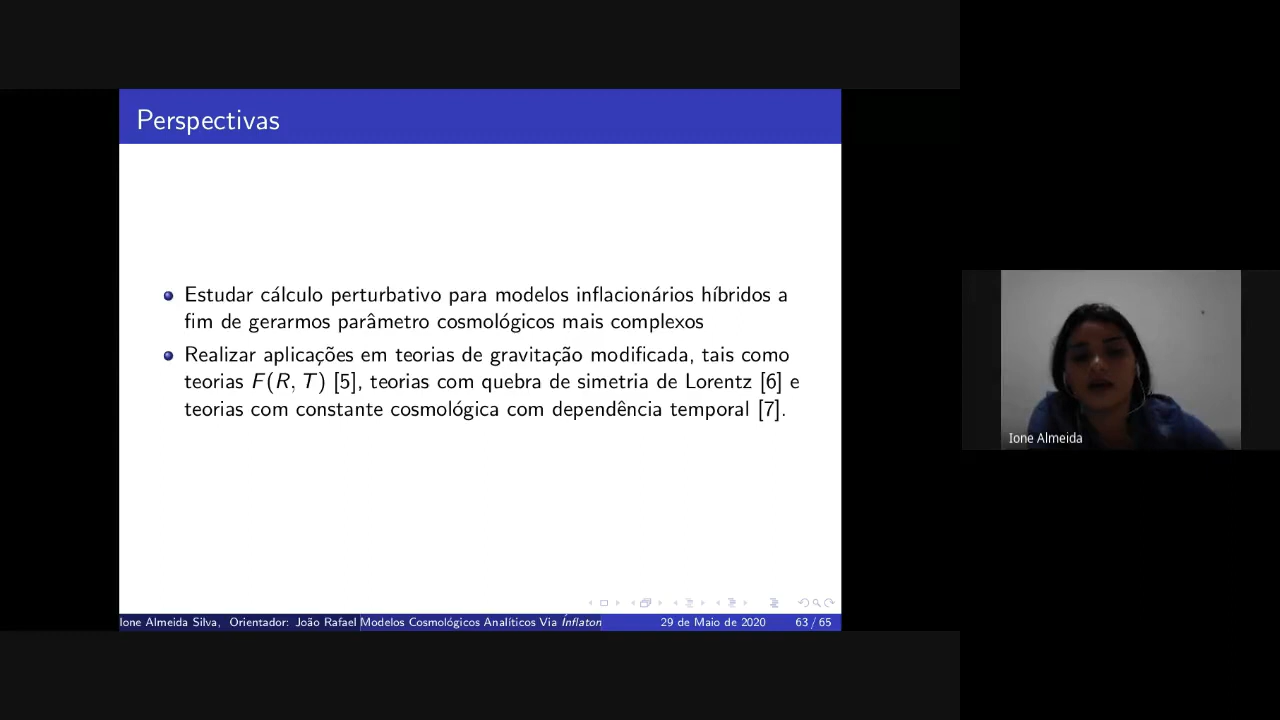 Perspectivas
Estudar cálculo perturbativo para modelos inflacionários híbridos a
fim de gerarmos parâmetro cosmológicos mais complexos
Realizar aplicações em teorias de gravitação modificada, tais como
teorias F(R, T) [5], teorias com quebra de simetria de Lorentz [6] e
teorias com constante cosmológica com dependência temporal [7].
Ione Almeida Silva, Orientador: João Rafael Modelos Cosmológicos Analíticos Via Ínflaton 29 de Maio de 2020 63 / 65
Ione Almeida